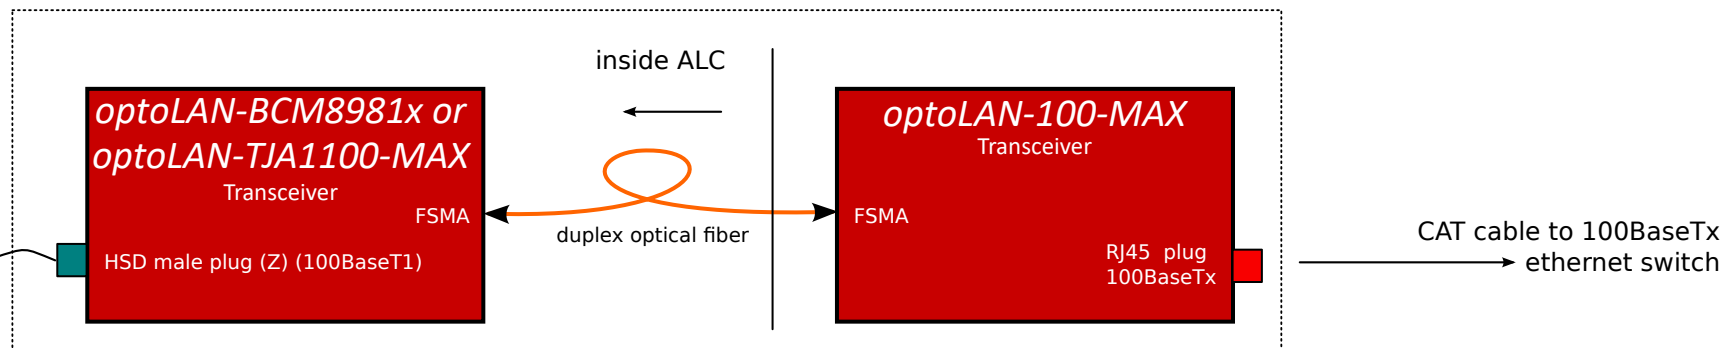 inside ALC
optoLAN-BCM8981x or
optoLAN-TJA1100-MAX
Transceiver
FSMA
HSD male plug (Z) (100BaseT1)
duplex optical fiber
optoLAN-100-MAX
Transceiver
FSMA
RJ45 plug
100BaseTx
CAT cable to 100BaseTx
ethernet switch